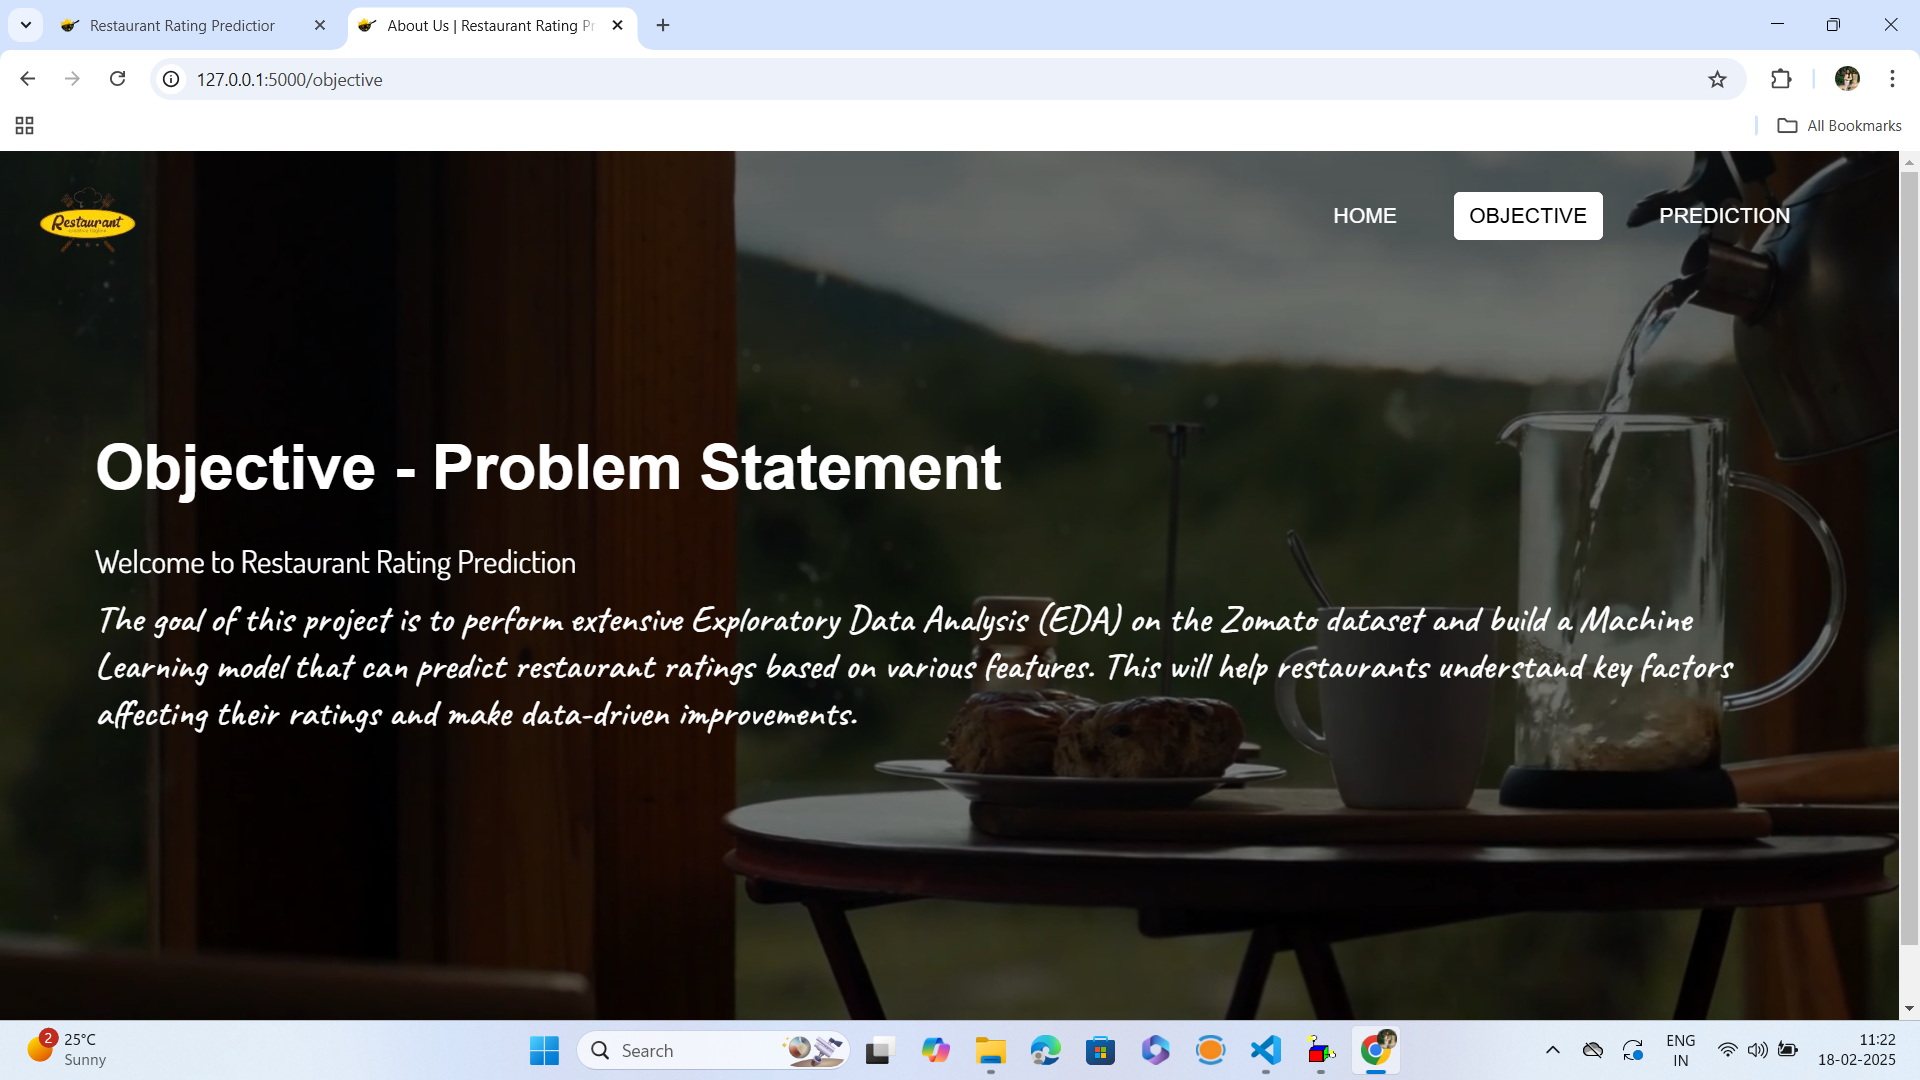 Restaurant Rating Prediction
About Us | Restaurant Rating Pr
127.0.0.1:5000/objective
All Bookmarks
Restaurant
HOME
OBJECTIVE
PREDICTION
Objective - Problem Statement
Welcome to Restaurant Rating Prediction
The goal of this project is to perform extensive Exploratory Data Analysis (EDA) on the Zomato dataset and build a Machine
Learning model that can predict restaurant ratings based on various features. This will help restaurants understand key factors
affecting their ratings and make data-driven improvements.
2
25°C
Sunny
Search
ENG
IN
11:22
18-02-2025